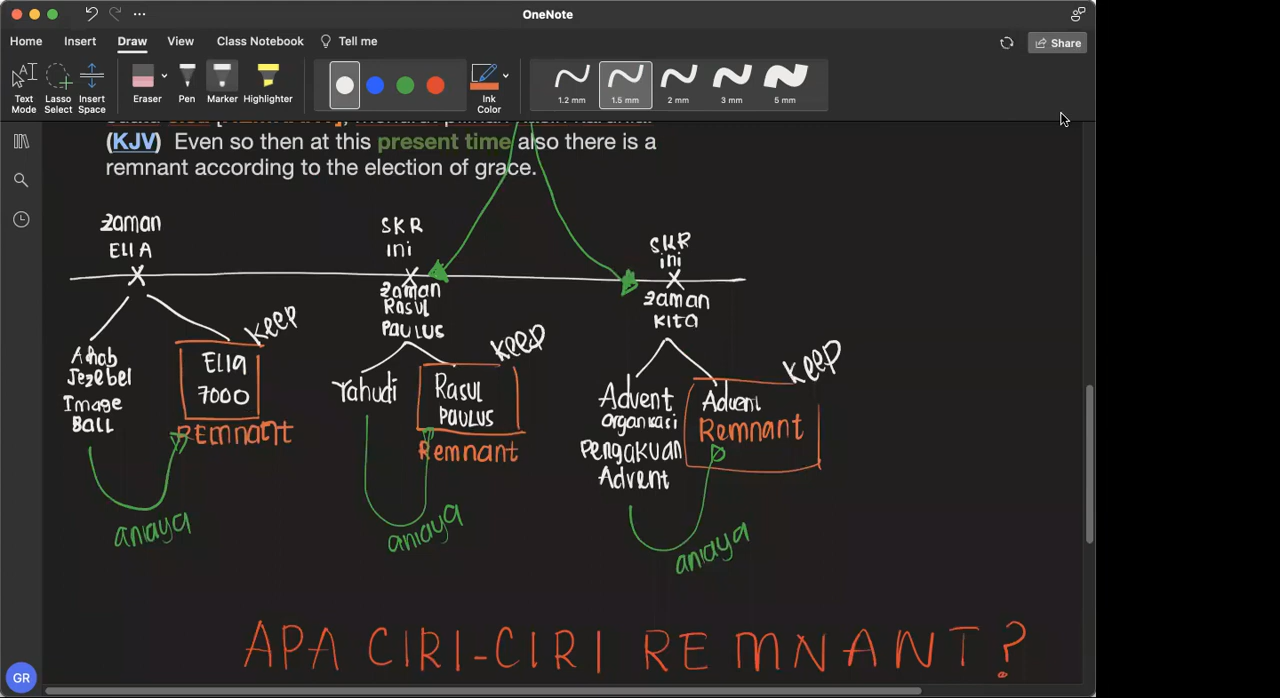 OneNote
Home Insert Draw View Class Notebook Tell me
Share
Text Mode
Lasso Select
Insert Space
Eraser
Pen
Marker
Highlighter
Ink Color
1.2 mm
1.5 mm
2 mm
3 mm
5 mm
(KJV) Even so then at this present time also there is a
remnant according to the election of grace.
Zaman
ELIA
SKR
ini
SKR
ini
Zaman
Rasul
PAULUS
Zaman
KITA
Keep
Keep
Keep
Ahab
Jezebel
Image
BALL
Elia
7000
REMNANT
Yahudi
Rasul
PAULUS
Remnant
Advent
organisasi
Pengakuan
Advent
Advent
Remnant
aniaya
aniaya
aniaya
APA CIRI-CIRI REMNANT?
GR